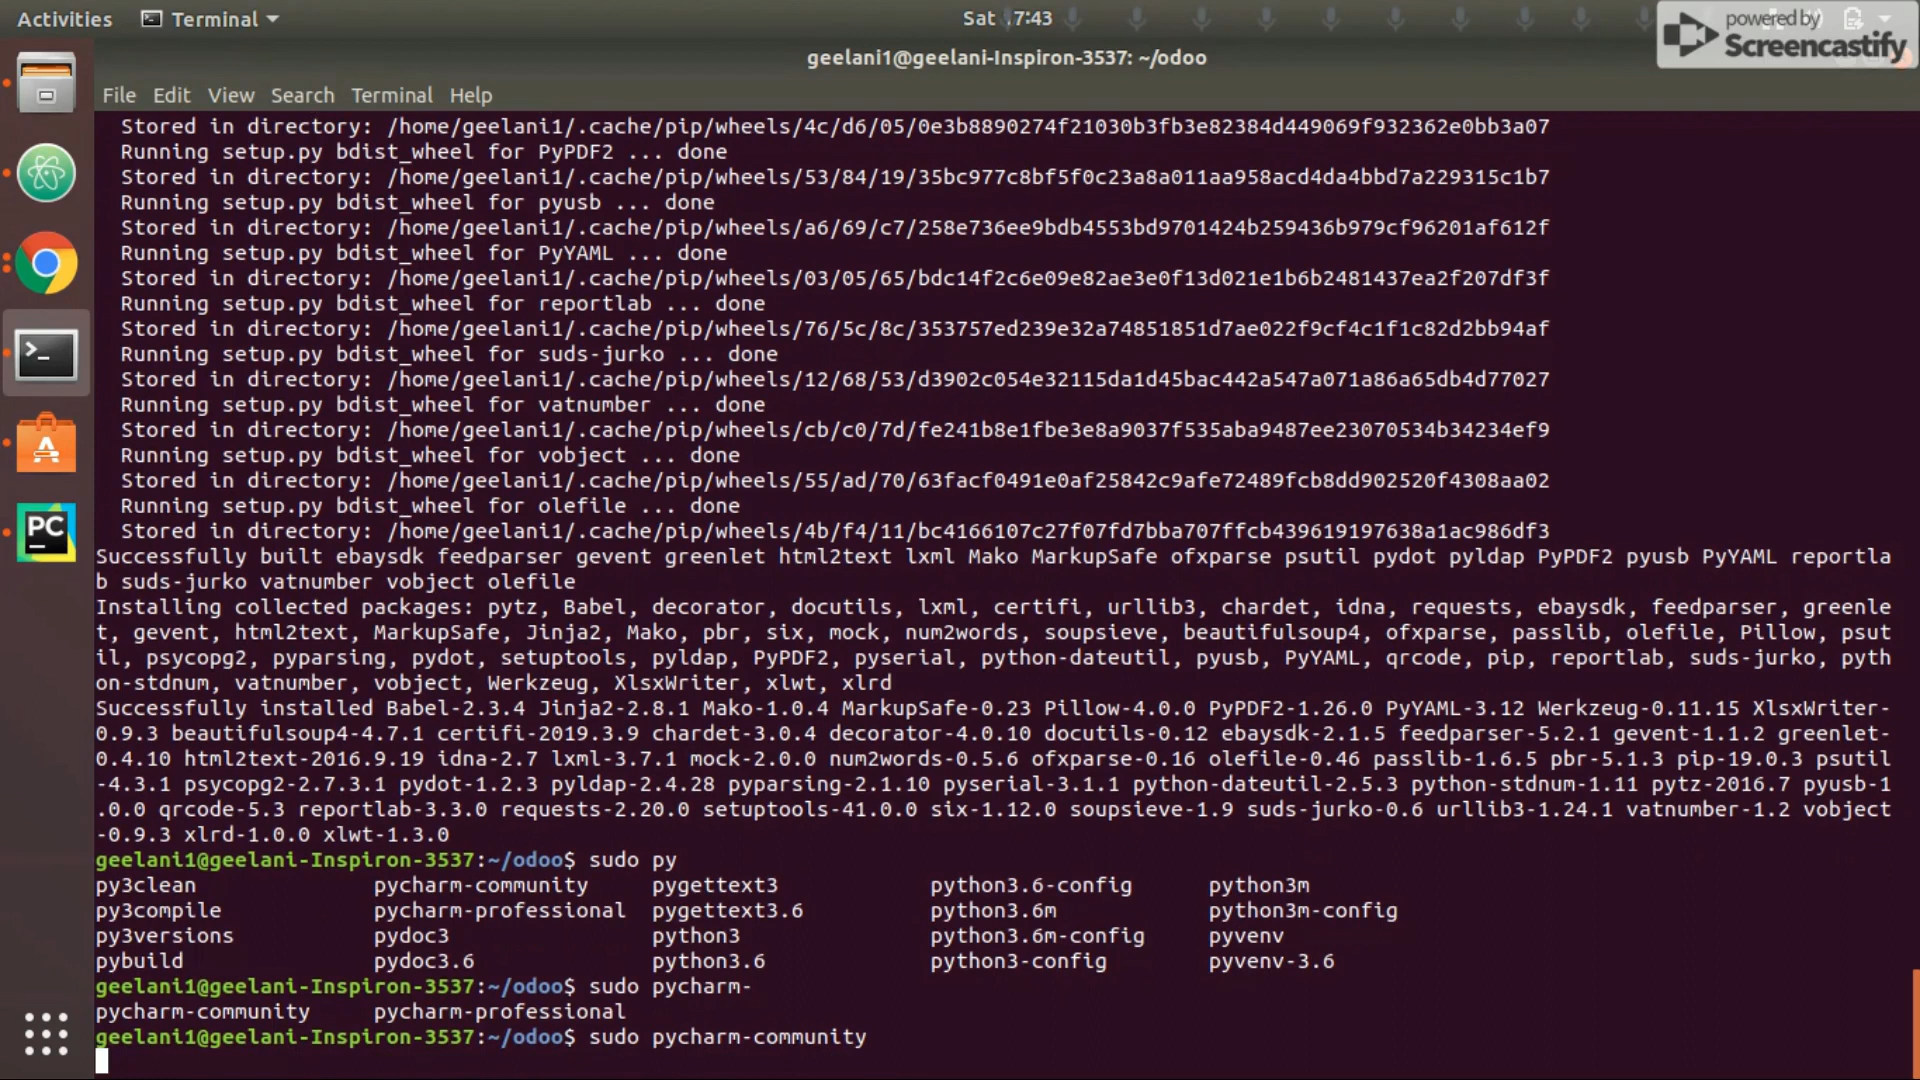 Activities Terminal Sat 17:43
powered by
Screencastify
geelani1@geelani-Inspiron-3537: ~/odoo
File Edit View Search Terminal Help
Stored in directory: /home/geelani1/.cache/pip/wheels/4c/d6/05/0e3b8890274f21030b3fb3e82384d449069f932362e0bb3a07
Running setup.py bdist_wheel for PyPDF2 ... done
Stored in directory: /home/geelani1/.cache/pip/wheels/53/84/19/35bc977c8bf5f0c23a8a011aa958acd4da4bbd7a229315c1b7
Running setup.py bdist_wheel for pyusb ... done
Stored in directory: /home/geelani1/.cache/pip/wheels/a6/69/c7/258e736ee9bdb4553bd9701424b259436b979cf96201af612f
Running setup.py bdist_wheel for PyYAML ... done
Stored in directory: /home/geelani1/.cache/pip/wheels/03/05/65/bdc14f2c6e09e82ae3e0f13d021e1b6b2481437ea2f207df3f
Running setup.py bdist_wheel for reportlab ... done
Stored in directory: /home/geelani1/.cache/pip/wheels/76/5c/8c/353757ed239e32a74851851d7ae022f9cf4c1f1c82d2bb94af
Running setup.py bdist_wheel for suds-jurko ... done
Stored in directory: /home/geelani1/.cache/pip/wheels/12/68/53/d3902c054e32115da1d45bac442a547a071a86a65db4d77027
Running setup.py bdist_wheel for vatnumber ... done
Stored in directory: /home/geelani1/.cache/pip/wheels/cb/c0/7d/fe241b8e1fbe3e8a9037f535aba9487ee23070534b34234ef9
Running setup.py bdist_wheel for vobject ... done
Stored in directory: /home/geelani1/.cache/pip/wheels/55/ad/70/63facf0491e0af25842c9afe72489fcb8dd902520f4308aa02
Running setup.py bdist_wheel for olefile ... done
Stored in directory: /home/geelani1/.cache/pip/wheels/4b/f4/11/bc4166107c27f07fd7bba707ffcb439619197638a1ac986df3
Successfully built ebaysdk feedparser gevent greenlet html2text lxml Mako MarkupSafe ofxparse psutil pydot pyldap PyPDF2 pyusb PyYAML reportla
b suds-jurko vatnumber vobject olefile
Installing collected packages: pytz, Babel, decorator, docutils, lxml, certifi, urllib3, chardet, idna, requests, ebaysdk, feedparser, greenle
t, gevent, html2text, MarkupSafe, Jinja2, Mako, pbr, six, mock, num2words, soupsieve, beautifulsoup4, ofxparse, passlib, olefile, Pillow, psut
il, psycopg2, pyparsing, pydot, setuptools, pyldap, PyPDF2, pyserial, python-dateutil, pyusb, PyYAML, qrcode, pip, reportlab, suds-jurko, pyth
on-stdnum, vatnumber, vobject, Werkzeug, XlsxWriter, xlwt, xlrd
Successfully installed Babel-2.3.4 Jinja2-2.8.1 Mako-1.0.4 MarkupSafe-0.23 Pillow-4.0.0 PyPDF2-1.26.0 PyYAML-3.12 Werkzeug-0.11.15 XlsxWriter-
0.9.3 beautifulsoup4-4.7.1 certifi-2019.3.9 chardet-3.0.4 decorator-4.0.10 docutils-0.12 ebaysdk-2.1.5 feedparser-5.2.1 gevent-1.1.2 greenlet-
0.4.10 html2text-2016.9.19 idna-2.7 lxml-3.7.1 mock-2.0.0 num2words-0.5.6 ofxparse-0.16 olefile-0.46 passlib-1.6.5 pbr-5.1.3 pip-19.0.3 psutil
-4.3.1 psycopg2-2.7.3.1 pydot-1.2.3 pyldap-2.4.28 pyparsing-2.1.10 pyserial-3.1.1 python-dateutil-2.5.3 python-stdnum-1.11 pytz-2016.7 pyusb-1
.0.0 qrcode-5.3 reportlab-3.3.0 requests-2.20.0 setuptools-41.0.0 six-1.12.0 soupsieve-1.9 suds-jurko-0.6 urllib3-1.24.1 vatnumber-1.2 vobject
-0.9.3 xlrd-1.0.0 xlwt-1.3.0
geelani1@geelani-Inspiron-3537:~/odoo$ sudo py
py3clean pycharm-community pygettext3 python3.6-config python3m
py3compile pycharm-professional pygettext3.6 python3.6m python3m-config
py3versions pydoc3 python3 python3.6m-config pyvenv
pybuild pydoc3.6 python3.6 python3-config pyvenv-3.6
geelani1@geelani-Inspiron-3537:~/odoo$ sudo pycharm-
pycharm-community pycharm-professional
geelani1@geelani-Inspiron-3537:~/odoo$ sudo pycharm-community
PC